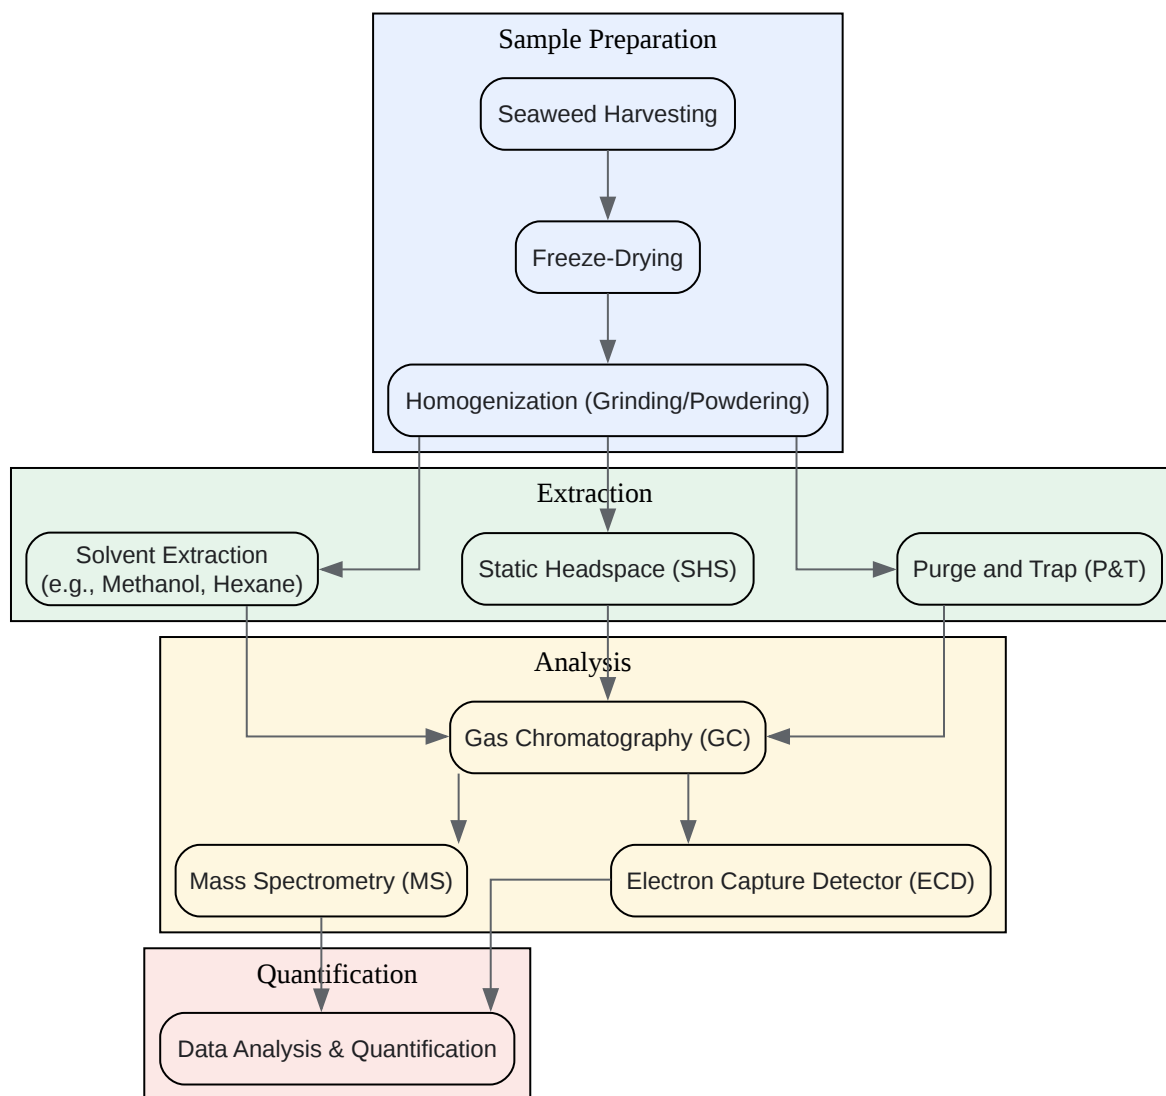 Sample Preparation
Seaweed Harvesting
Freeze-Drying
Homogenization (Grinding/Powdering)
Extraction
Solvent Extraction
(e.g., Methanol, Hexane)
Static Headspace (SHS)
Purge and Trap (P&T)
Analysis
Gas Chromatography (GC)
Mass Spectrometry (MS)
Electron Capture Detector (ECD)
Quantification
Data Analysis & Quantification